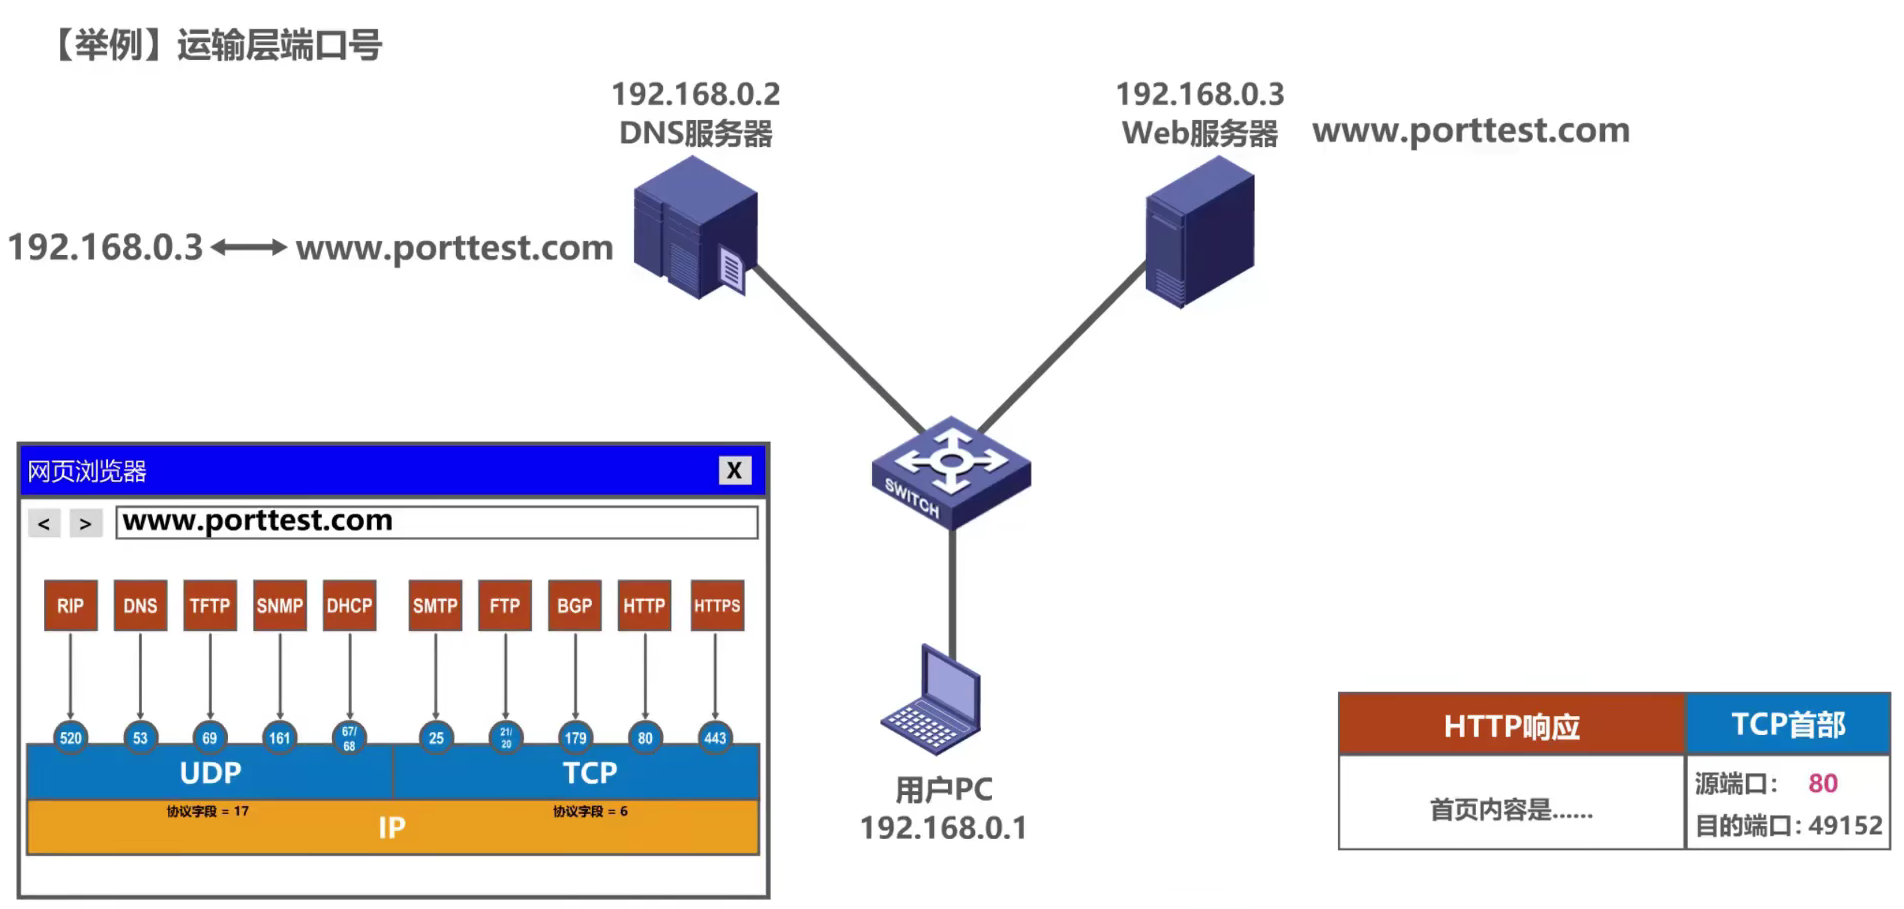 【举例】运输层端口号
192.168.0.2
DNS服务器
192.168.0.3
Web服务器
www.porttest.com
192.168.0.3
www.porttest.com
SWITCH
网页浏览器
X
<
>
www.porttest.com
RIP
DNS
TFTP
SNMP
DHCP
SMTP
FTP
BGP
HTTP
HTTPS
520
53
69
161
67/
68
25
21/
20
179
80
443
UDP
TCP
协议字段 = 17
协议字段 = 6
IP
用户PC
192.168.0.1
HTTP响应
TCP首部
首页内容是......
源端口： 80
目的端口：49152